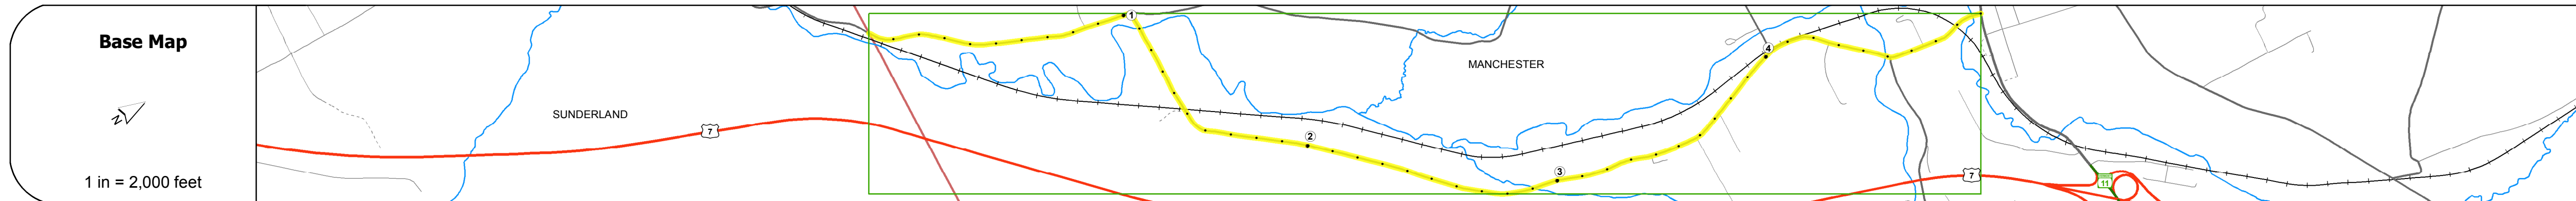 Base Map
N
1 in = 2,000 feet
SUNDERLAND
7
1
2
3
4
MANCHESTER
7
11